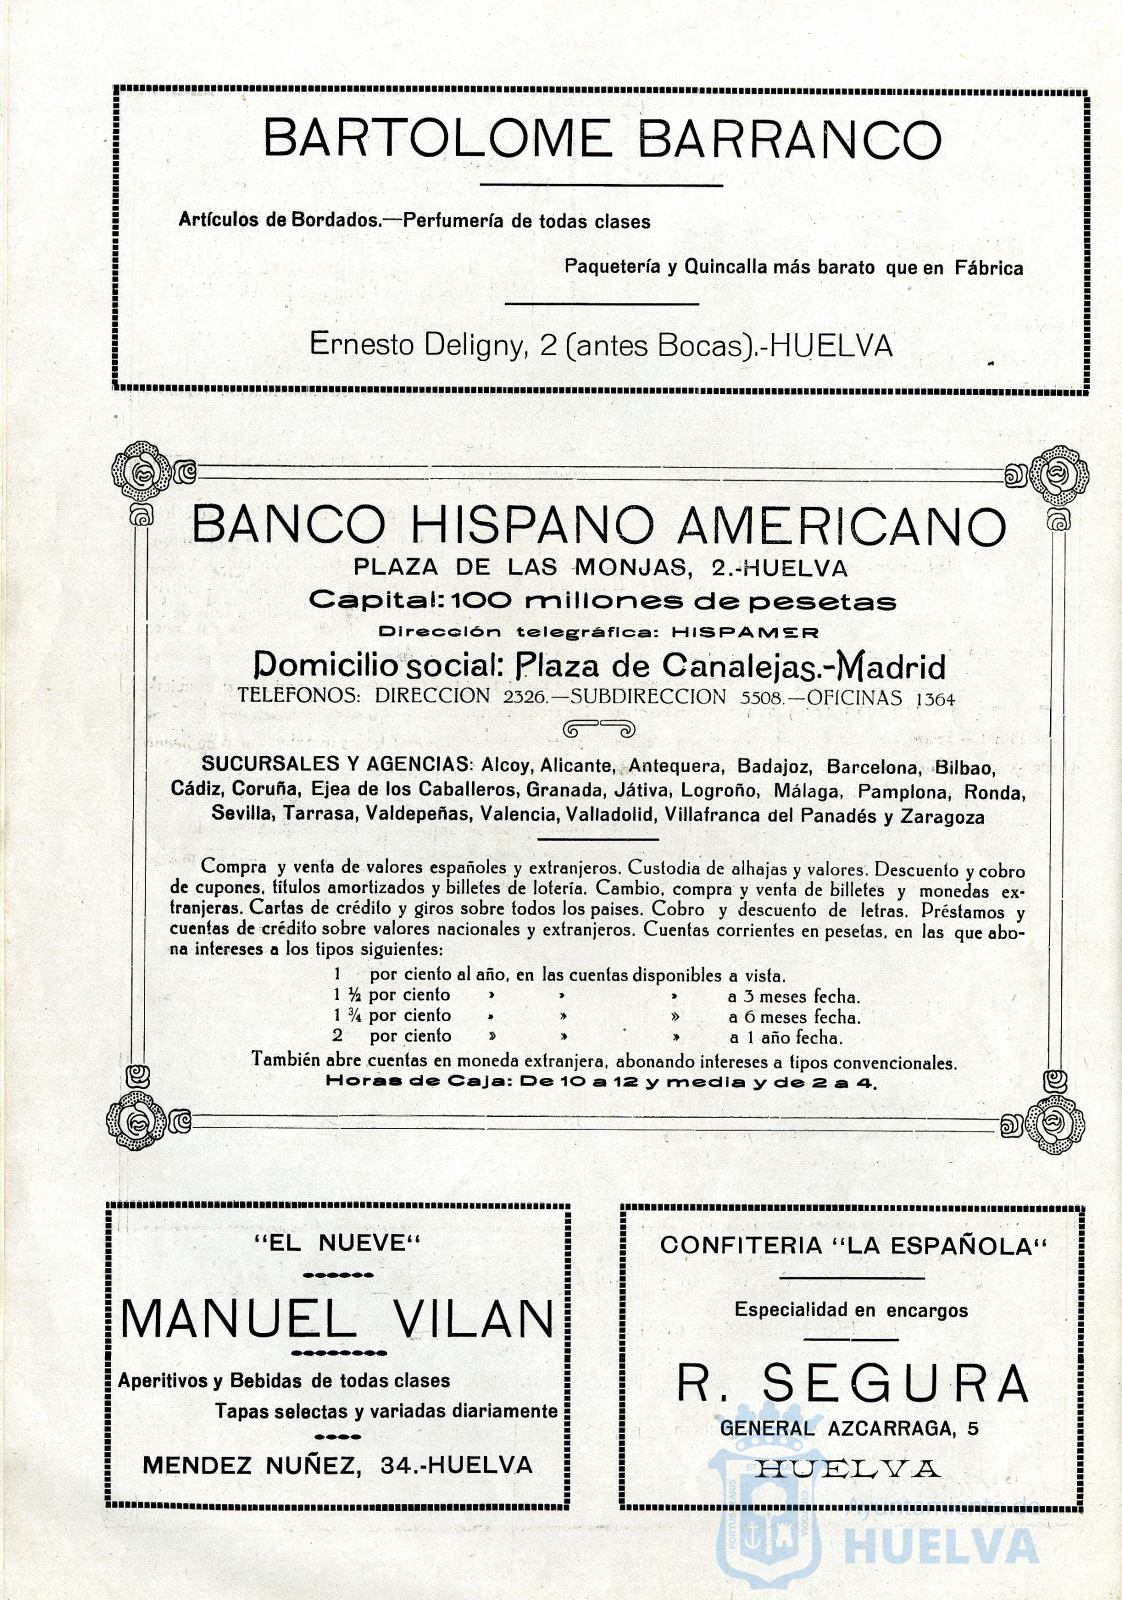 BARTOLOME BARRANCO
Artículos de Bordados.—Perfumería de todas clases
Paquetería y Quincalla más barato que en Fábrica
Ernesto Deligny, 2 (antes Bocas).-HUELVA
BANCO HISPANO AMERICANO
PLAZA DE LAS MONJAS, 2.-HUELVA
Capital: 100 millones de pesetas
Dirección telegráfica: HISPAMER
Domicilio social: Plaza de Canalejas.-Madrid
TELEFONOS: DIRECCION 2326.—SUBDIRECCION 5508.—OFICINAS 1364
SUCURSALES Y AGENCIAS: Alcoy, Alicante, Antequera, Badajoz, Barcelona, Bilbao,
Cádiz, Coruña, Ejea de los Caballeros, Granada, Játiva, Logroño, Málaga, Pamplona, Ronda,
Sevilla, Tarrasa, Valdepeñas, Valencia, Valladolid, Villafranca del Panadés y Zaragoza
Compra y venta de valores españoles y extranjeros. Custodia de alhajas y valores. Descuento y cobro
de cupones, títulos amortizados y billetes de lotería. Cambio, compra y venta de billetes y monedas ex-
tranjeras. Cartas de crédito y giros sobre todos los paises. Cobro y descuento de letras. Préstamos y
cuentas de crédito sobre valores nacionales y extranjeros. Cuentas corrientes en pesetas, en las que abo-
na intereses a los tipos siguientes:
1 por ciento al año, en las cuentas disponibles a vista.
1 ½ por ciento » » » a 3 meses fecha.
1 ¾ por ciento » » » a 6 meses fecha.
2 por ciento » » » a 1 año fecha.
También abre cuentas en moneda extranjera, abonando intereses a tipos convencionales.
Horas de Caja: De 10 a 12 y media y de 2 a 4.
"EL NUEVE"
MANUEL VILAN
Aperitivos y Bebidas de todas clases
Tapas selectas y variadas diariamente
MENDEZ NUÑEZ, 34.-HUELVA
CONFITERIA "LA ESPAÑOLA"
Especialidad en encargos
R. SEGURA
GENERAL AZCARRAGA, 5
HUELVA
Ayuntamiento de
HUELVA